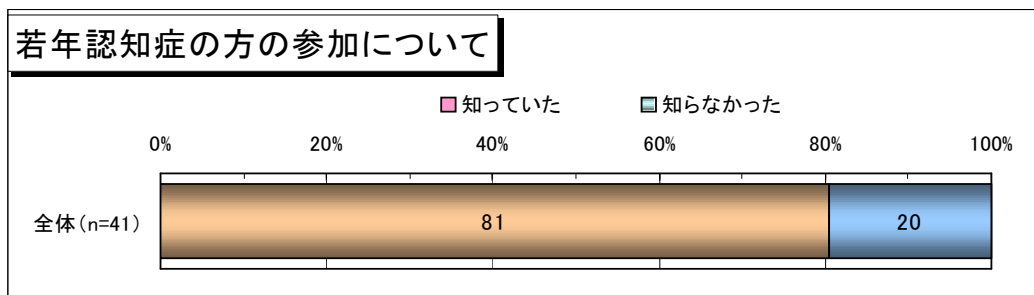 若年認知症の方の参加について
知っていた 知らなかった
0% 20% 40% 60% 80% 100%
全体(n=41) 81 20